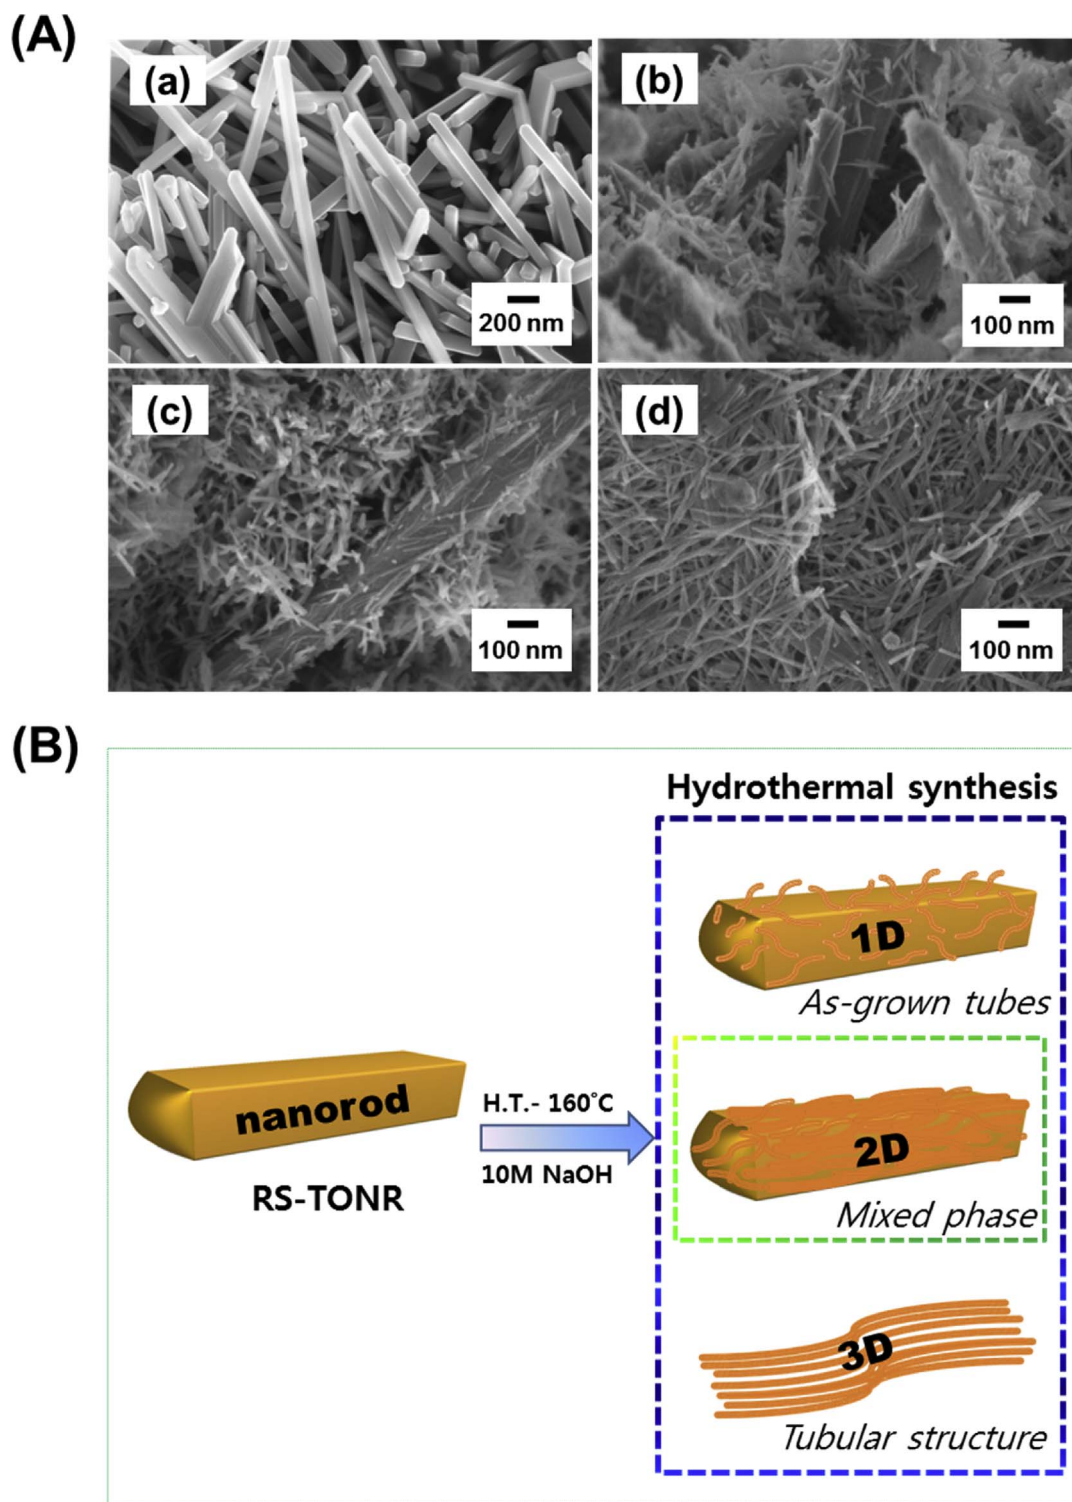 (A)
(a)
(b)
200 nm
100 nm
(c)
(d)
100 nm
100 nm
(B)
Hydrothermal synthesis
1D
As-grown tubes
nanorod
H.T.- 160°C
10M NaOH
RS-TONR
2D
Mixed phase
3D
Tubular structure